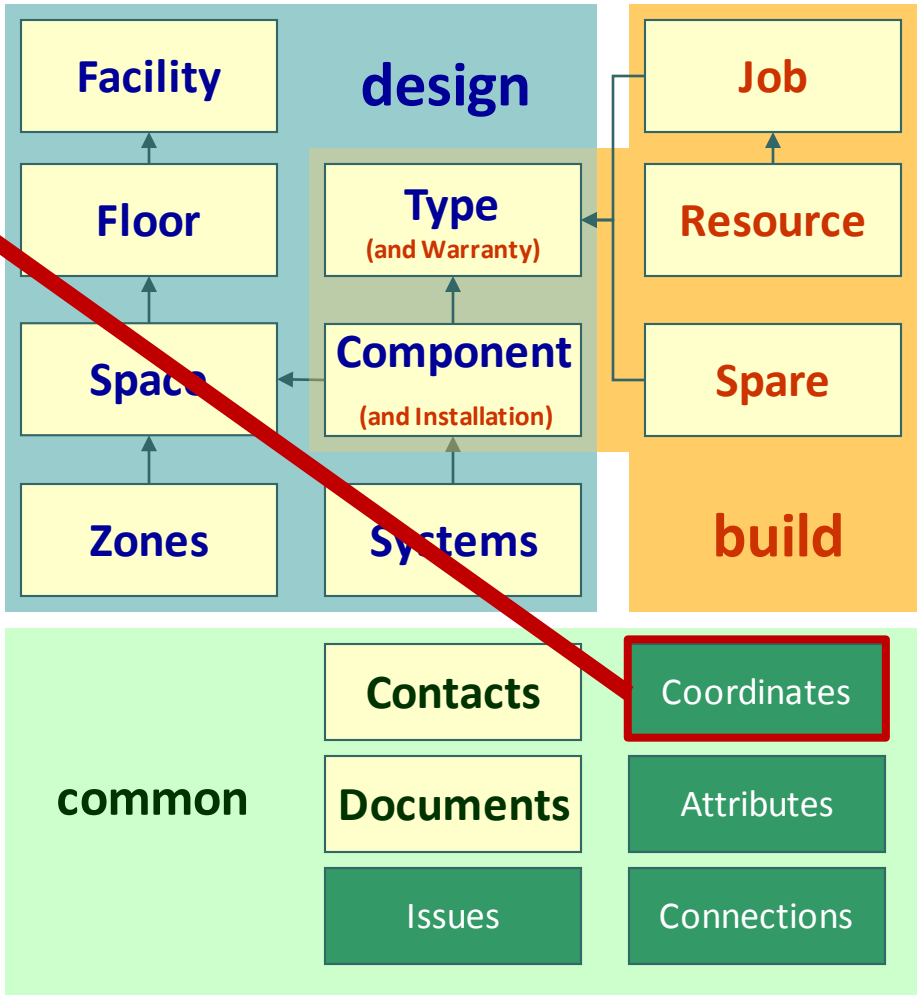 Facility
design
Job
Floor
Type
(and Warranty)
Resource
Space
Component
(and Installation)
Spare
Zones
Systems
build
Contacts
Coordinates
common
Documents
Attributes
Issues
Connections